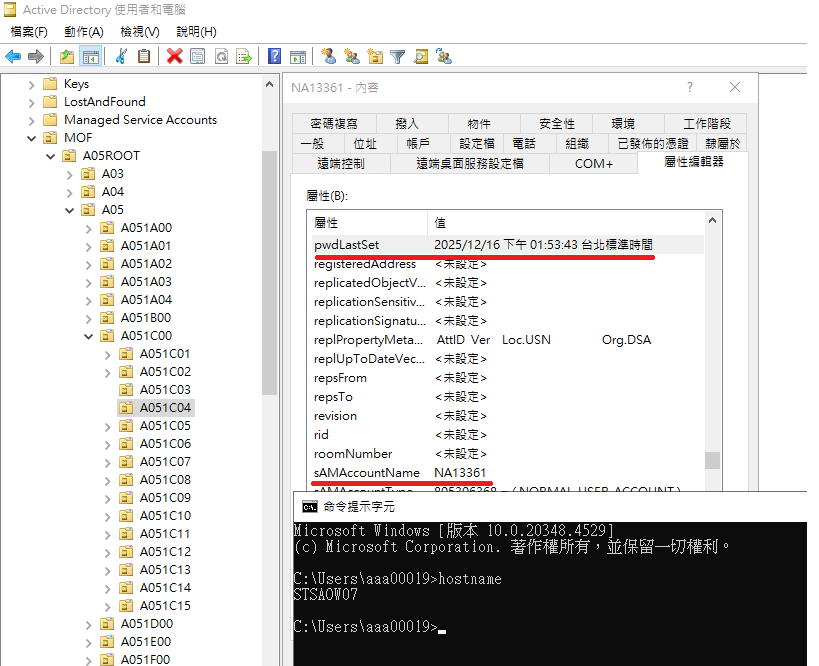 Active Directory 使用者和電腦
檔案(F) 動作(A) 檢視(V) 說明(H)
Keys
LostAndFound
Managed Service Accounts
MOF
A05ROOT
A03
A04
A05
A051A00
A051A01
A051A02
A051A03
A051A04
A051B00
A051C00
A051C01
A051C02
A051C03
A051C04
A051C05
A051C06
A051C07
A051C08
A051C09
A051C10
A051C11
A051C12
A051C13
A051C14
A051C15
A051D00
A051E00
A051F00
NA13361 - 內容
密碼複寫 撥入 物件 安全性 環境 工作階段
一般 位址 帳戶 設定檔 電話 組織 已發佈的憑證 隸屬於
遠端控制 遠端桌面服務設定檔 COM+ 屬性編輯器
屬性(B):
屬性 值
pwdLastSet 2025/12/16 下午 01:53:43 台北標準時間
registeredAddress <未設定>
replicatedObjectV... <未設定>
replicationSensitiv... <未設定>
replicationSignatu... <未設定>
replPropertyMeta... AttID Ver Loc.USN Org.DSA
replUpToDateVec... <未設定>
repsFrom <未設定>
repsTo <未設定>
revision <未設定>
rid <未設定>
roomNumber <未設定>
sAMAccountName NA13361
sAMAccountType 805306368 = ( NORMAL_USER_ACCOUNT )
命令提示字元
Microsoft Windows [版本 10.0.20348.4529]
(c) Microsoft Corporation. 著作權所有，並保留一切權利。
C:\Users\aaa00019>hostname
STSAOW07
C:\Users\aaa00019>